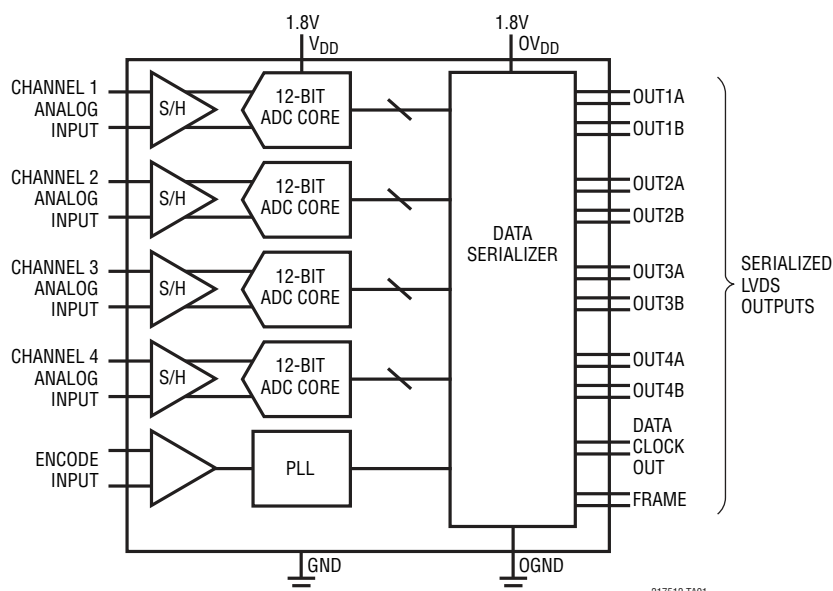 1.8V
VDD
1.8V
OVDD
CHANNEL 1
ANALOG
INPUT
S/H
12-BIT
ADC CORE
OUT1A
OUT1B
CHANNEL 2
ANALOG
INPUT
S/H
12-BIT
ADC CORE
OUT2A
OUT2B
DATA
SERIALIZER
CHANNEL 3
ANALOG
INPUT
S/H
12-BIT
ADC CORE
OUT3A
OUT3B
SERIALIZED
LVDS
OUTPUTS
CHANNEL 4
ANALOG
INPUT
S/H
12-BIT
ADC CORE
OUT4A
OUT4B
ENCODE
INPUT
PLL
DATA
CLOCK
OUT
FRAME
GND
OGND